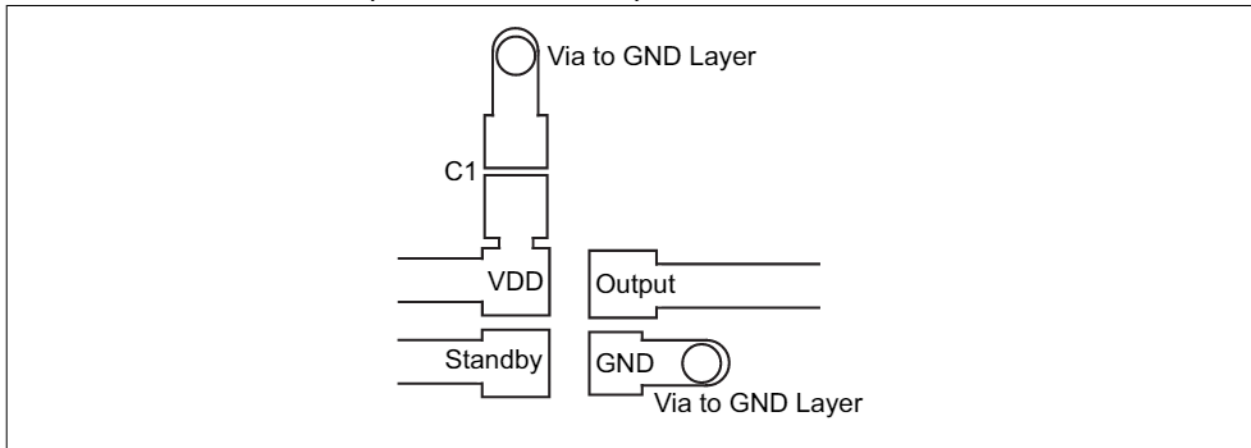 Via to GND Layer
C1
VDD
Output
Standby
GND
Via to GND Layer